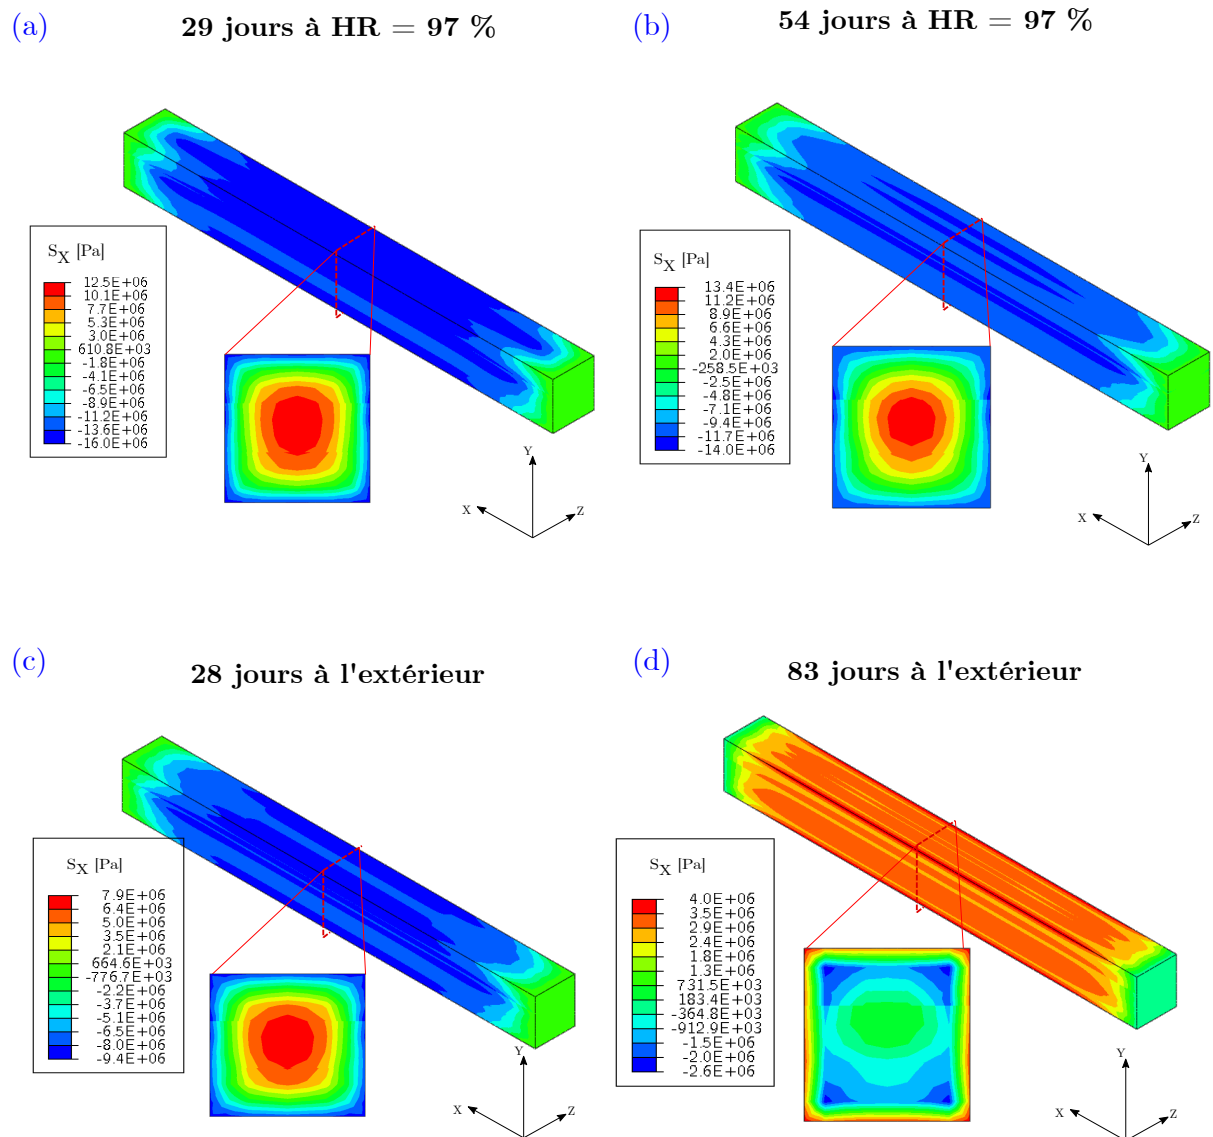 (a)
29 jours à HR = 97 %
S_X [Pa]
12.5E+06
10.1E+06
7.7E+06
5.3E+06
3.0E+06
610.8E+03
-1.8E+06
-4.1E+06
-6.5E+06
-8.9E+06
-11.2E+06
-13.6E+06
-16.0E+06
Y
X
Z
(b)
54 jours à HR = 97 %
S_X [Pa]
13.4E+06
11.2E+06
8.9E+06
6.6E+06
4.3E+06
2.0E+06
-258.5E+03
-2.5E+06
-4.8E+06
-7.1E+06
-9.4E+06
-11.7E+06
-14.0E+06
Y
X
Z
(c)
28 jours à l'extérieur
S_X [Pa]
7.9E+06
6.4E+06
5.0E+06
3.5E+06
2.1E+06
664.6E+03
-776.7E+03
-2.2E+06
-3.7E+06
-5.1E+06
-6.5E+06
-8.0E+06
-9.4E+06
Y
X
Z
(d)
83 jours à l'extérieur
S_X [Pa]
4.0E+06
3.5E+06
2.9E+06
2.4E+06
1.8E+06
1.3E+06
731.5E+03
183.4E+03
-364.8E+03
-912.9E+03
-1.5E+06
-2.0E+06
-2.6E+06
Y
X
Z